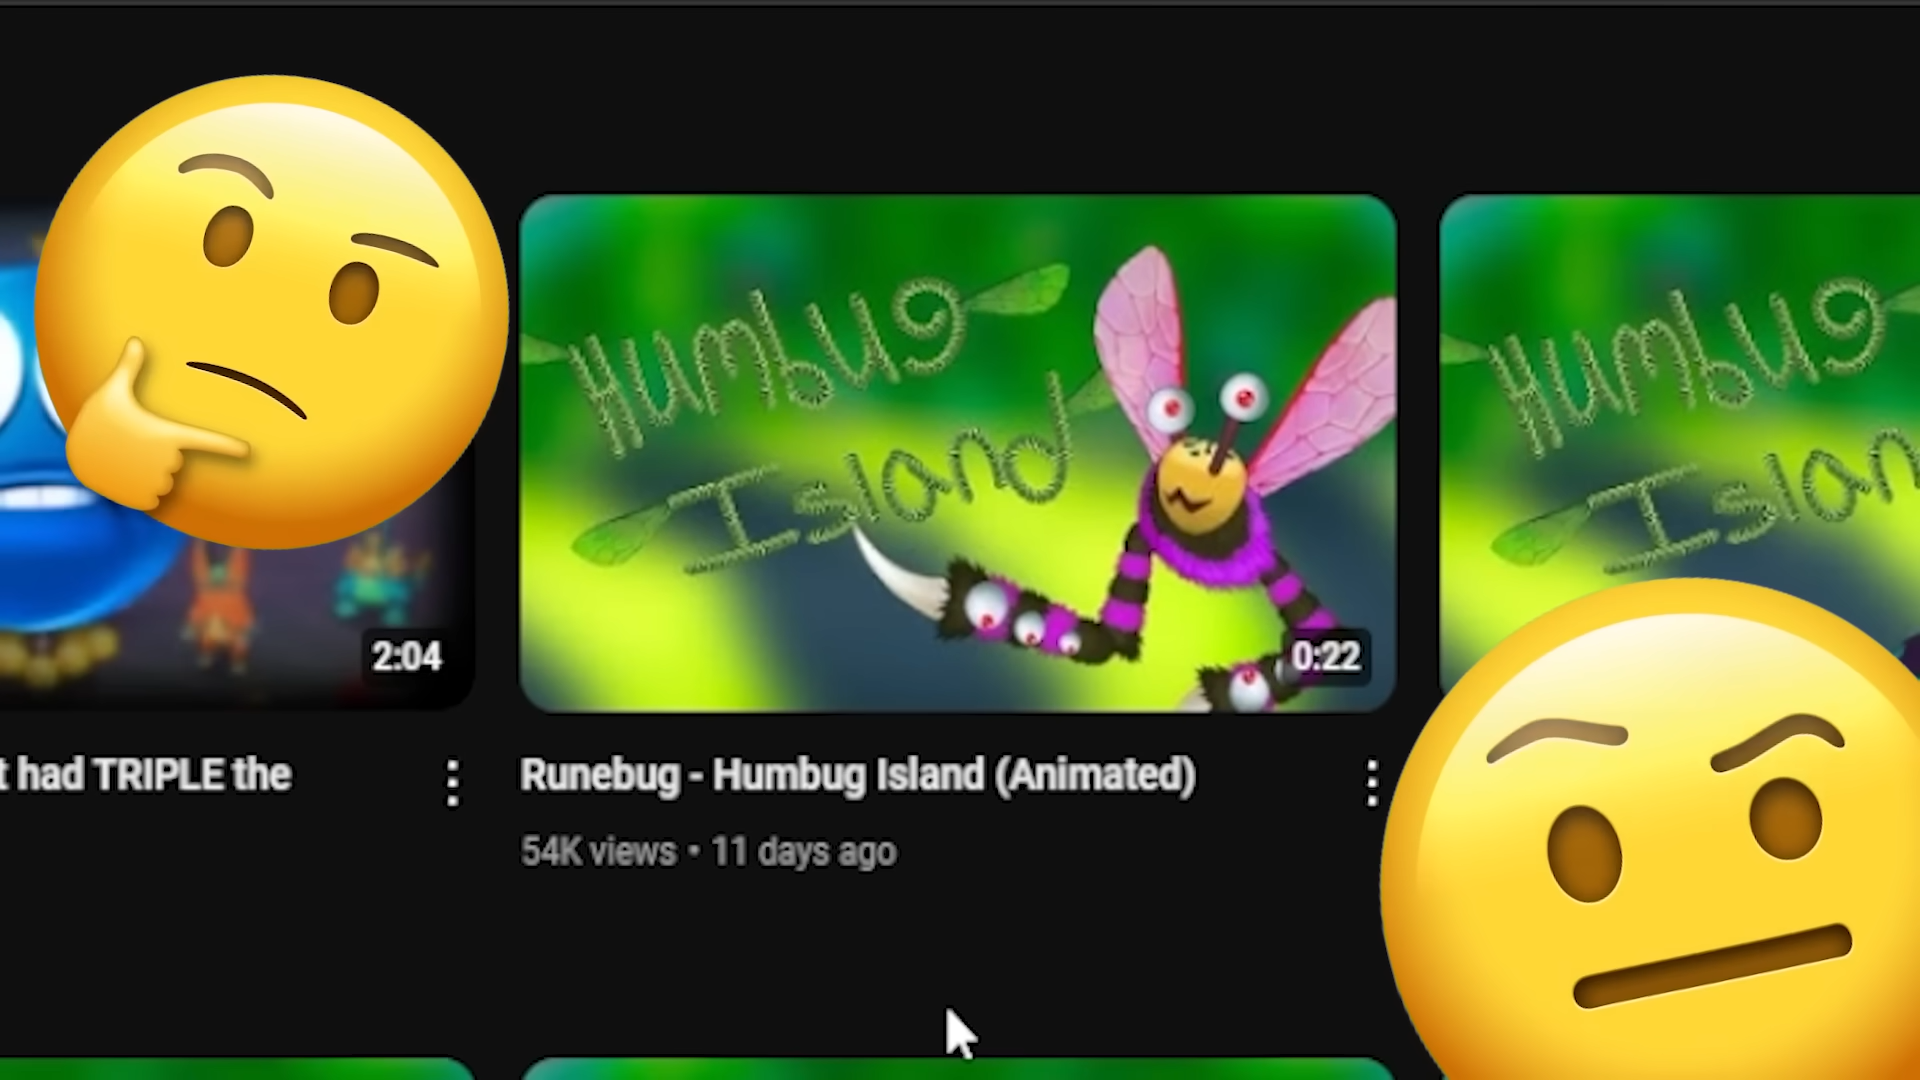 Humbug
Island
Humbug
Islan
2:04
0:22
t had TRIPLE the
Runebug - Humbug Island (Animated)
54K views • 11 days ago